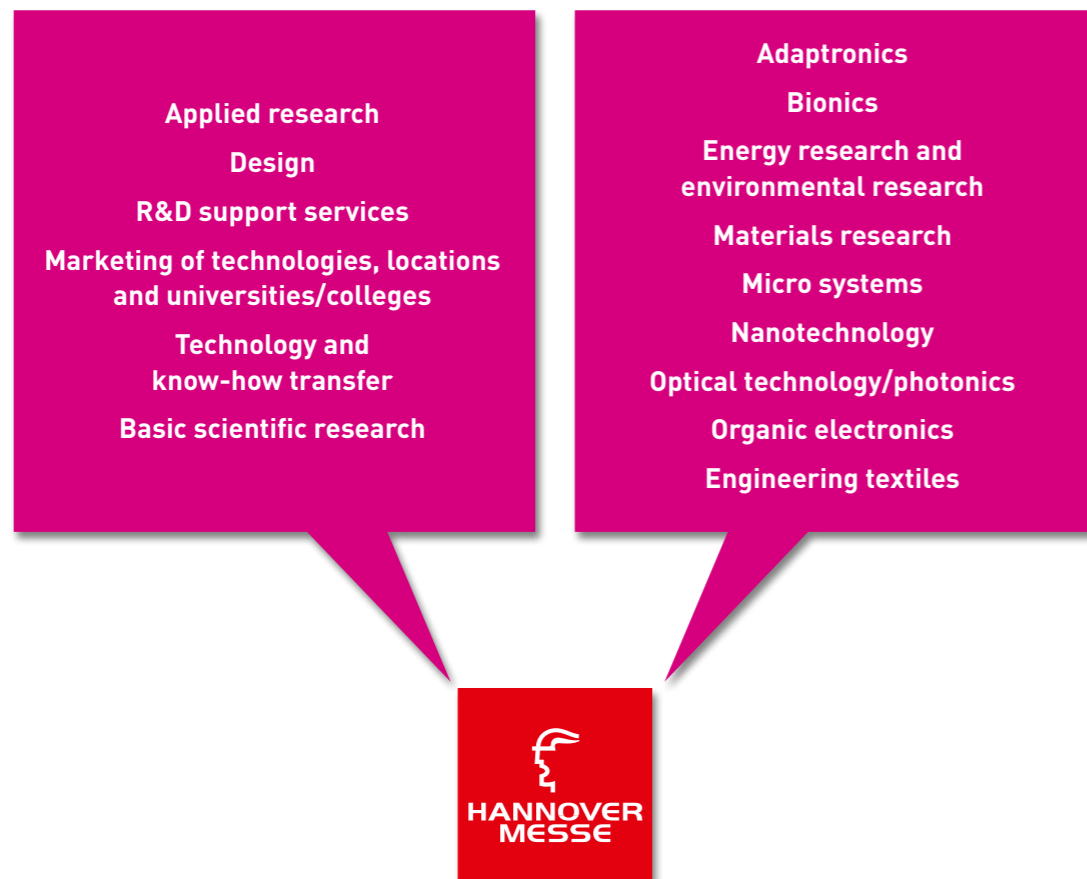 Applied research
Design
R&D support services
Marketing of technologies, locations
and universities/colleges
Technology and
know-how transfer
Basic scientific research
Adaptronics
Bionics
Energy research and
environmental research
Materials research
Micro systems
Nanotechnology
Optical technology/photonics
Organic electronics
Engineering textiles
HANNOVER
MESSE